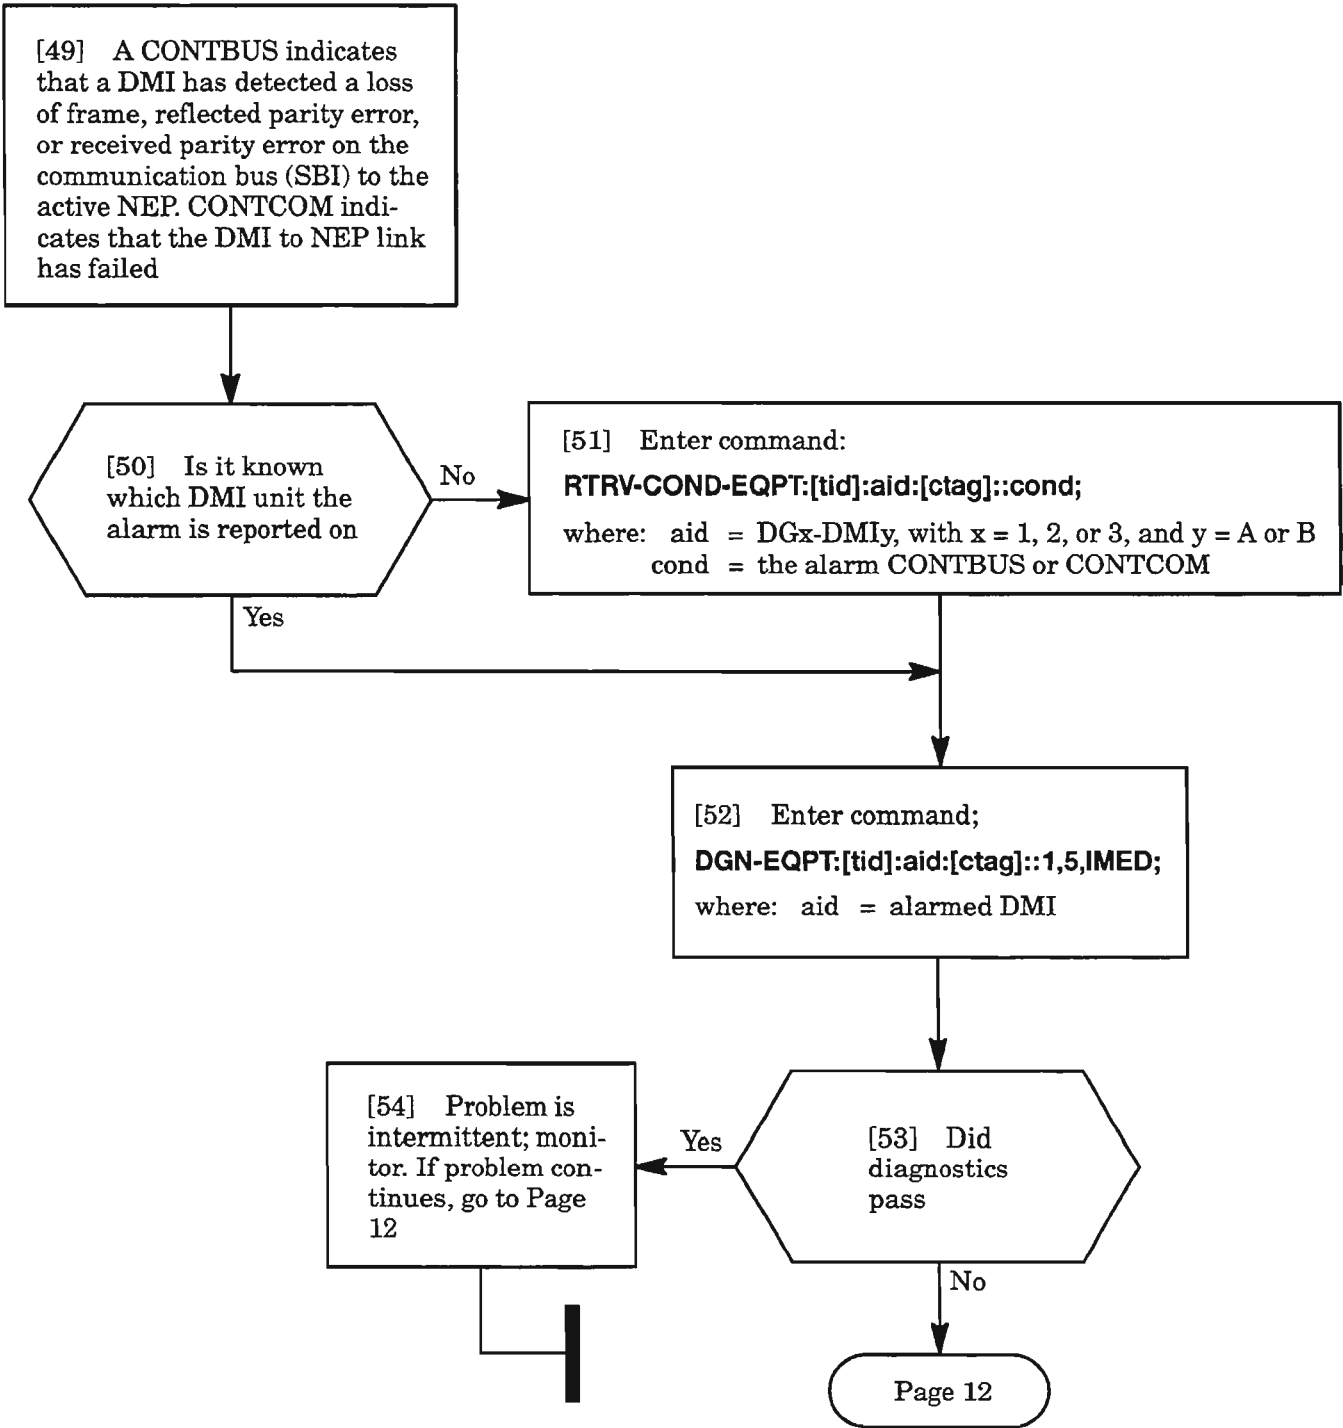 [49] A CONTBUS indicates
that a DMI has detected a loss
of frame, reflected parity error,
or received parity error on the
communication bus (SBI) to the
active NEP. CONTCOM indi-
cates that the DMI to NEP link
has failed
[50] Is it known
which DMI unit the
alarm is reported on
No
Yes
[51] Enter command:
RTRV-COND-EQPT:[tid]:aid:[ctag]::cond;
where: aid = DGx-DMIy, with x = 1, 2, or 3, and y = A or B
cond = the alarm CONTBUS or CONTCOM
[52] Enter command;
DGN-EQPT:[tid]:aid:[ctag]::1,5,IMED;
where: aid = alarmed DMI
[53] Did
diagnostics
pass
Yes
[54] Problem is
intermittent; moni-
tor. If problem con-
tinues, go to Page
12
No
Page 12